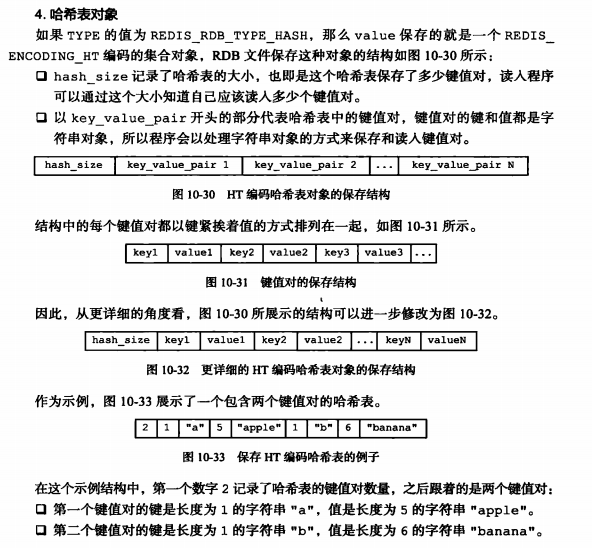 4. 哈希表对象
如果 TYPE 的值为 REDIS_RDB_TYPE_HASH，那么 value 保存的就是一个 REDIS_
ENCODING_HT 编码的集合对象，RDB 文件保存这种对象的结构如图 10-30 所示：
❑ hash_size 记录了哈希表的大小，也即是这个哈希表保存了多少键值对，读入程序
可以通过这个大小知道自己应该读入多少个键值对。
❑ 以 key_value_pair 开头的部分代表哈希表中的键值对，键值对的键和值都是字
符串对象，所以程序会以处理字符串对象的方式来保存和读入键值对。
hash_size key_value_pair 1 key_value_pair 2 ... key_value_pair N
图 10-30 HT 编码哈希表对象的保存结构
结构中的每个键值对都以键紧挨着值的方式排列在一起，如图 10-31 所示。
key1 value1 key2 value2 key3 value3 ...
图 10-31 键值对的保存结构
因此，从更详细的角度看，图 10-30 所展示的结构可以进一步修改为图 10-32。
hash_size key1 value1 key2 value2 ... keyN valueN
图 10-32 更详细的 HT 编码哈希表对象的保存结构
作为示例，图 10-33 展示了一个包含两个键值对的哈希表。
2 1 "a" 5 "apple" 1 "b" 6 "banana"
图 10-33 保存 HT 编码哈希表的例子
在这个示例结构中，第一个数字 2 记录了哈希表的键值对数量，之后跟着的是两个键值对：
❑ 第一个键值对的键是长度为 1 的字符串 "a"，值是长度为 5 的字符串 "apple"。
❑ 第二个键值对的键是长度为 1 的字符串 "b"，值是长度为 6 的字符串 "banana"。